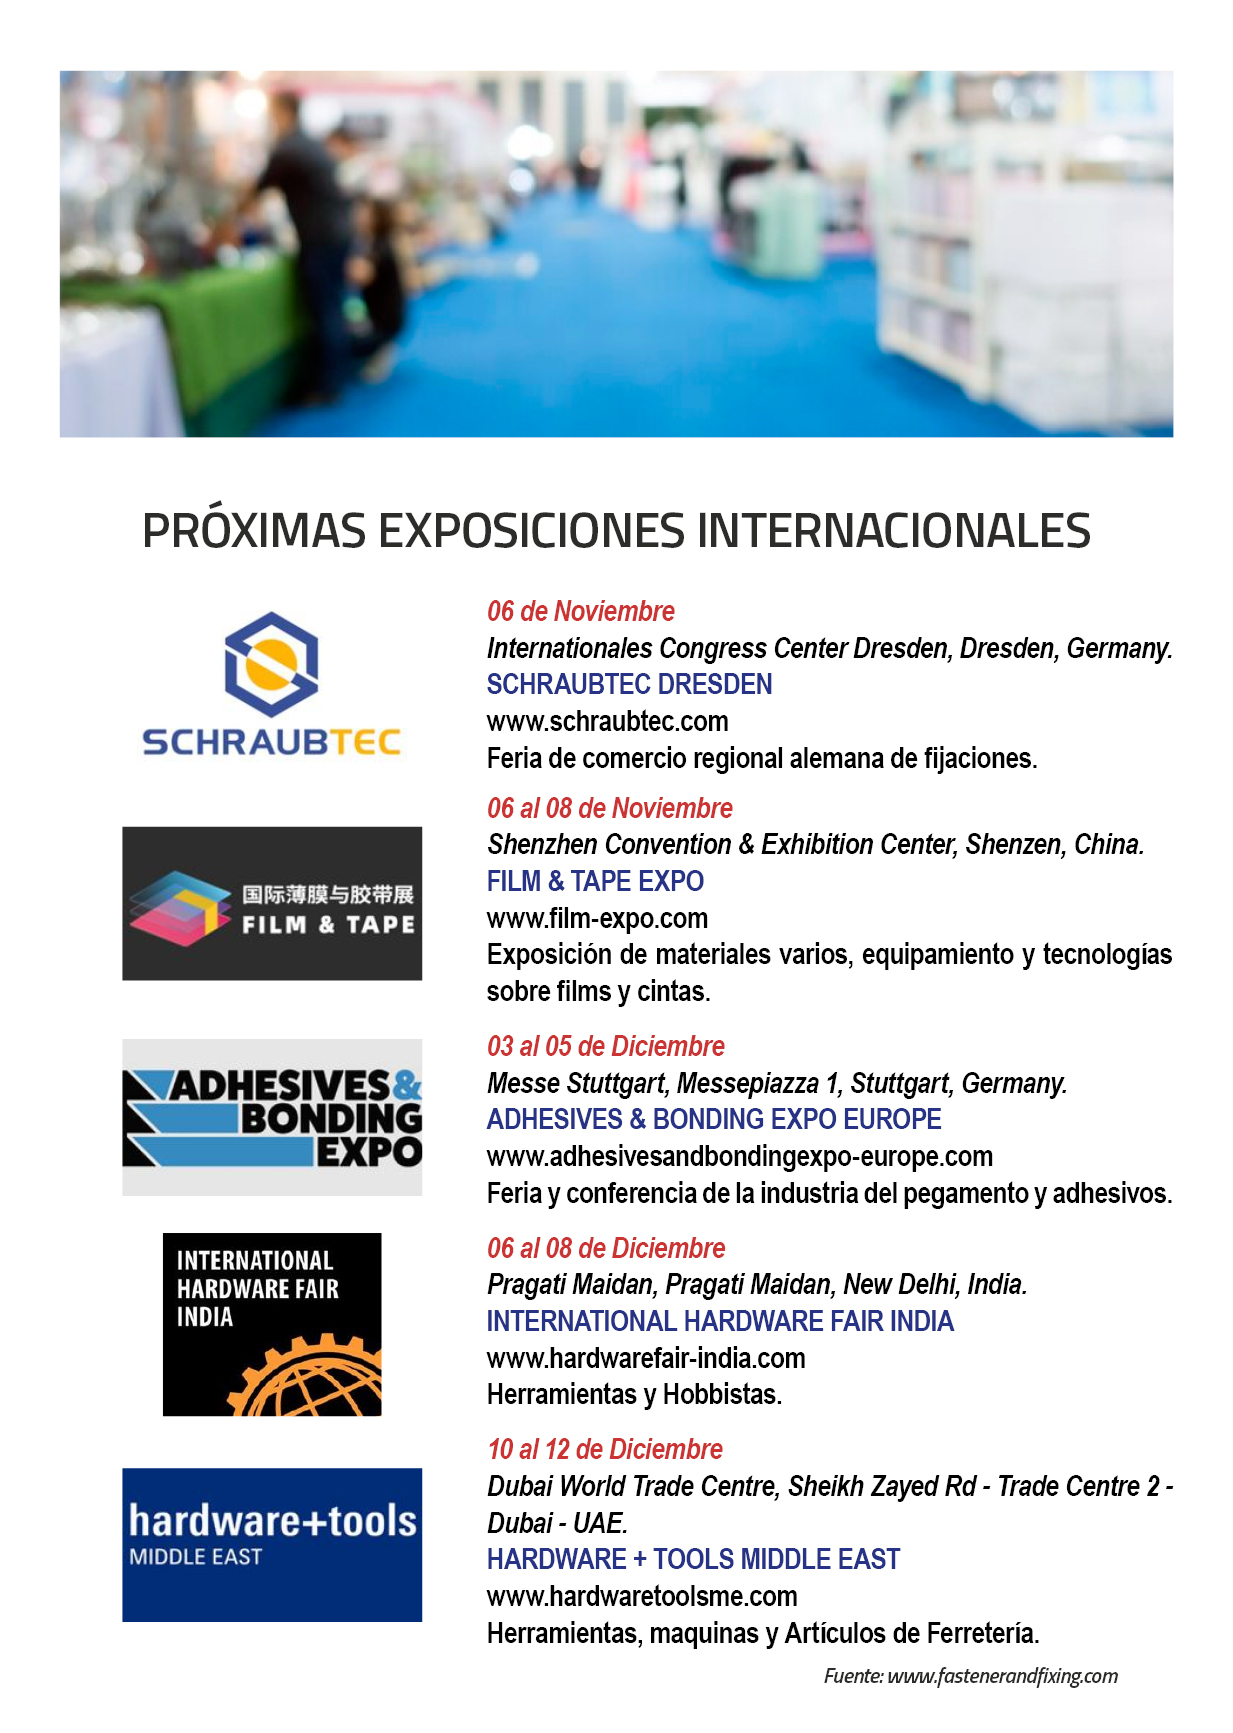 PRÓXIMAS EXPOSICIONES INTERNACIONALES
SCHRAUBTEC
06 de Noviembre
Internationales Congress Center Dresden, Dresden, Germany.
SCHRAUBTEC DRESDEN
www.schraubtec.com
Feria de comercio regional alemana de fijaciones.
国际薄膜与胶带展
FILM & TAPE
06 al 08 de Noviembre
Shenzhen Convention & Exhibition Center, Shenzen, China.
FILM & TAPE EXPO
www.film-expo.com
Exposición de materiales varios, equipamiento y tecnologías
sobre films y cintas.
ADHESIVES&
BONDING
EXPO
03 al 05 de Diciembre
Messe Stuttgart, Messepiazza 1, Stuttgart, Germany.
ADHESIVES & BONDING EXPO EUROPE
www.adhesivesandbondingexpo-europe.com
Feria y conferencia de la industria del pegamento y adhesivos.
INTERNATIONAL
HARDWARE FAIR
INDIA
06 al 08 de Diciembre
Pragati Maidan, Pragati Maidan, New Delhi, India.
INTERNATIONAL HARDWARE FAIR INDIA
www.hardwarefair-india.com
Herramientas y Hobbistas.
hardware+tools
MIDDLE EAST
10 al 12 de Diciembre
Dubai World Trade Centre, Sheikh Zayed Rd - Trade Centre 2 -
Dubai - UAE.
HARDWARE + TOOLS MIDDLE EAST
www.hardwaretoolsme.com
Herramientas, maquinas y Artículos de Ferretería.
Fuente: www.fastenerandfixing.com